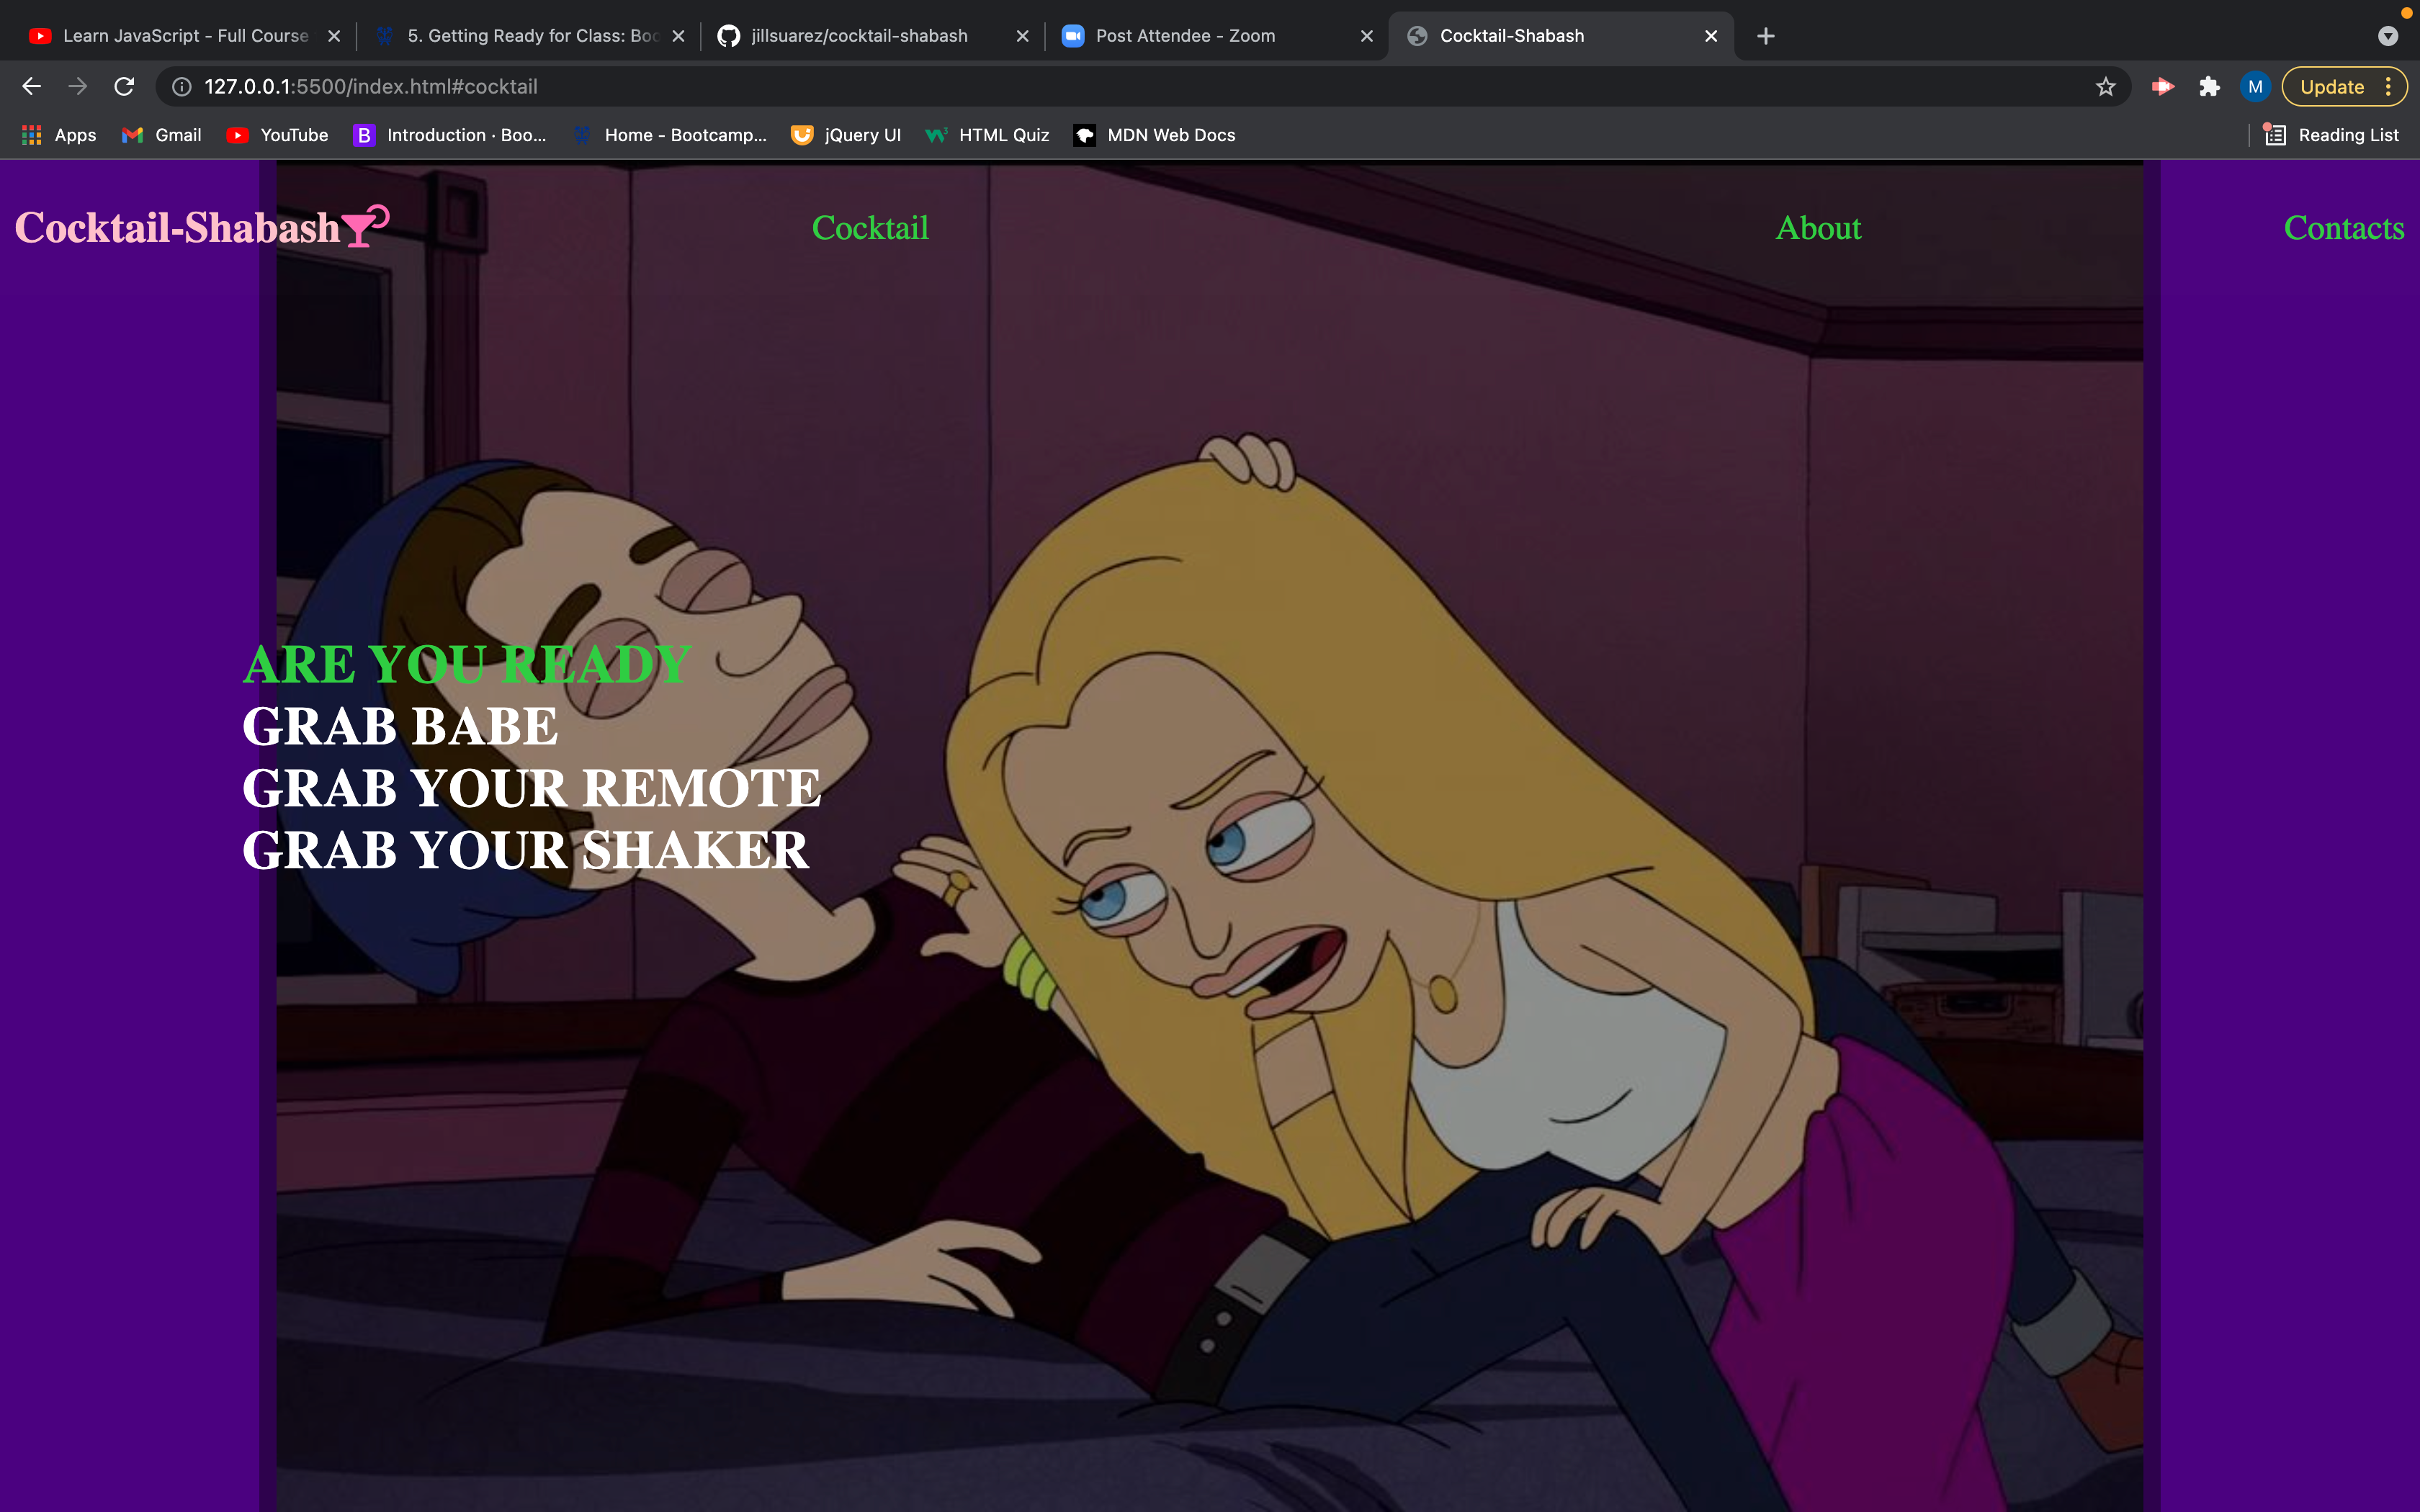 Learn JavaScript - Full Course
5. Getting Ready for Class: Boo
jillsuarez/cocktail-shabash
Post Attendee - Zoom
Cocktail-Shabash
127.0.0.1:5500/index.html#cocktail
M
Update
Apps
Gmail
YouTube
B
Introduction · Boo...
Home - Bootcamp...
jQuery UI
HTML Quiz
MDN Web Docs
Reading List
Cocktail-Shabash
Cocktail
About
Contacts
ARE YOU READY
GRAB BABE
GRAB YOUR REMOTE
GRAB YOUR SHAKER